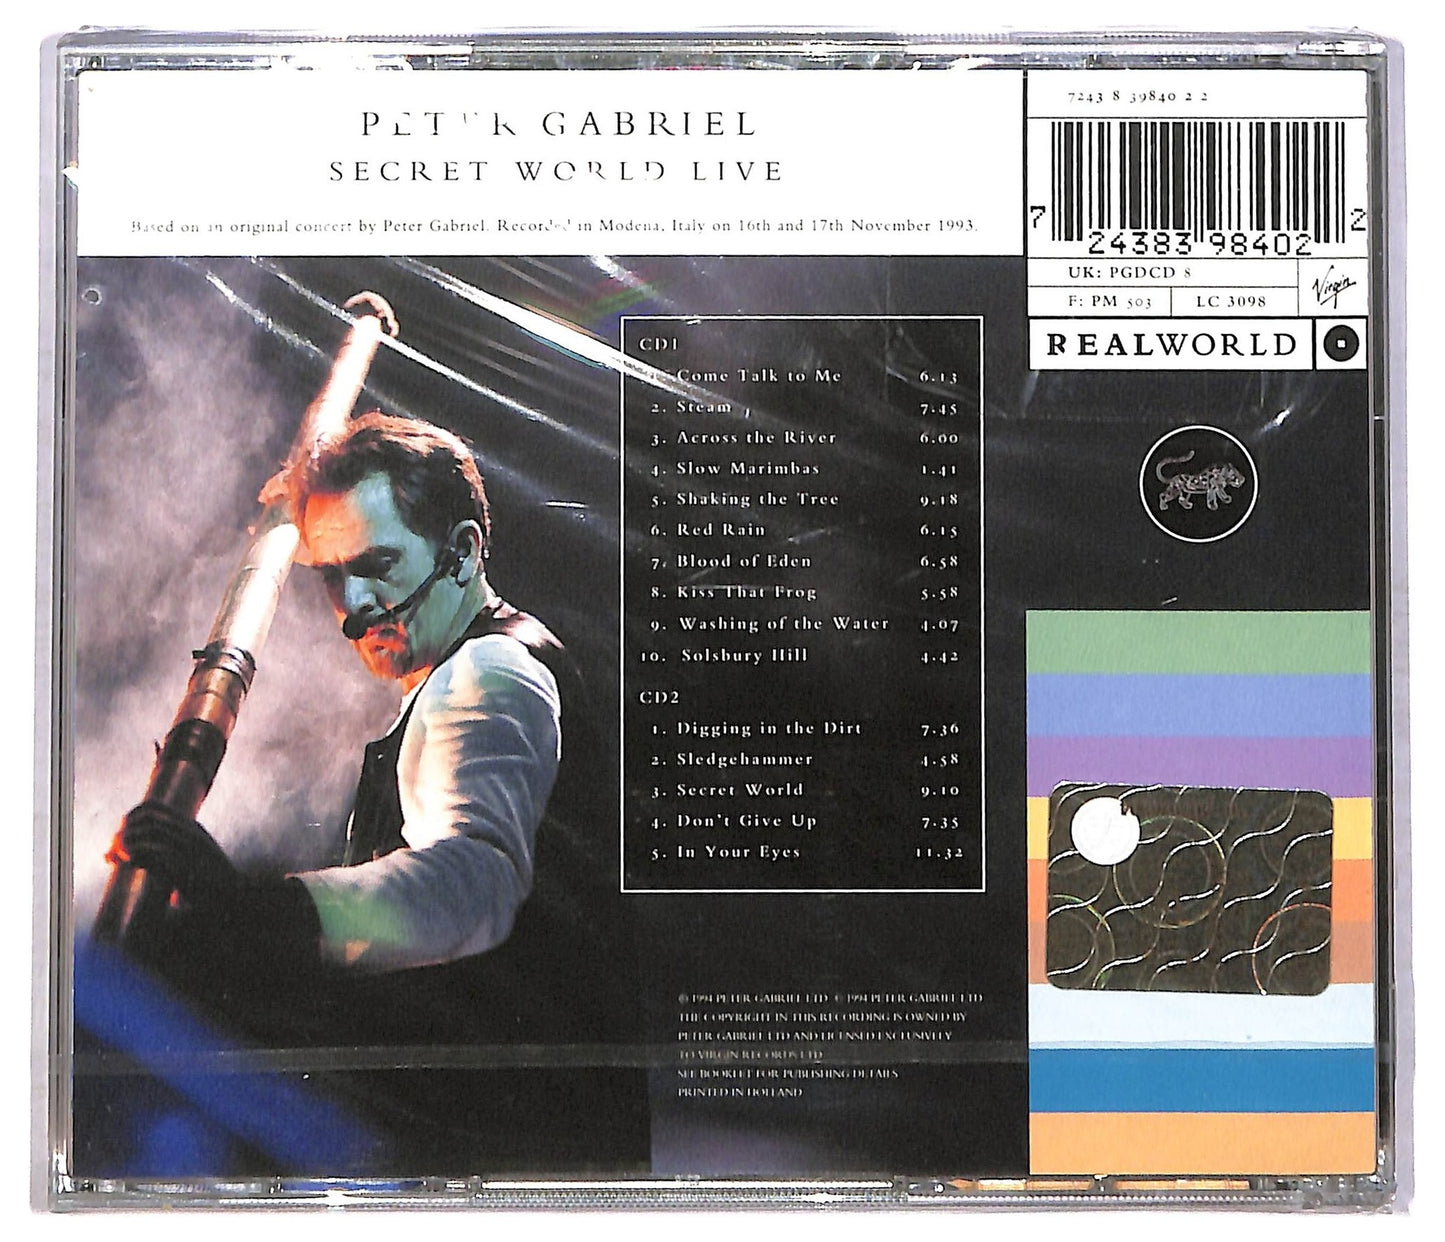 PETER GABRIEL
SECRET WORLD LIVE
Based on an original concert by Peter Gabriel. Recorded in Modena, Italy on 16th and 17th November 1993.
7243 8 39840 2 2
7 24383 98402 2
UK: PGDCD 8
F: PM 503
LC 3098
Virgin
REALWORLD
CD1
1. Come Talk to Me 6.13
2. Steam 7.45
3. Across the River 6.00
4. Slow Marimbas 1.41
5. Shaking the Tree 9.18
6. Red Rain 6.15
7. Blood of Eden 6.58
8. Kiss That Frog 5.58
9. Washing of the Water 4.07
10. Solsbury Hill 4.42
CD2
1. Digging in the Dirt 7.36
2. Sledgehammer 4.58
3. Secret World 9.10
4. Don't Give Up 7.35
5. In Your Eyes 11.32
℗ 1994 PETER GABRIEL LTD © 1994 PETER GABRIEL LTD
THE COPYRIGHT IN THIS RECORDING IS OWNED BY
PETER GABRIEL LTD AND LICENSED EXCLUSIVELY
TO VIRGIN RECORDS LTD
SEE BOOKLET FOR PUBLISHING DETAILS
PRINTED IN HOLLAND